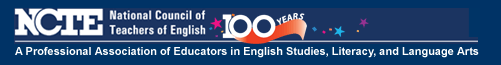 NCTE National Council of
Teachers of English 100 YEARS
A Professional Association of Educators in English Studies, Literacy, and Language Arts